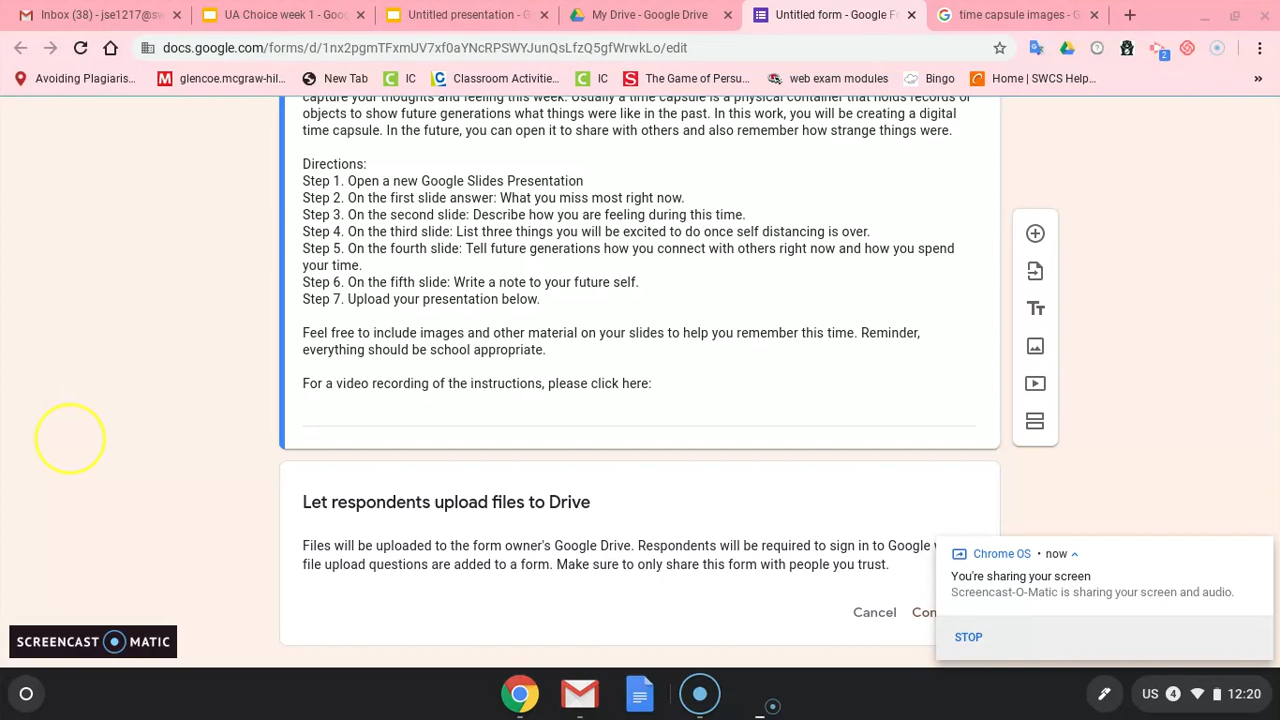 Inbox (38) - jse1217@sw
UA Choice week 1 - Google
Untitled presentation - Google
My Drive - Google Drive
Untitled form - Google F
time capsule images - G
docs.google.com/forms/d/1nx2pgmTFxmUV7xf0aYNcRPSWYJunQsLfzQ5gfWrwkLo/edit
2
Avoiding Plagiaris...
glencoe.mcgraw-hil...
New Tab
IC
Classroom Activitie...
IC
The Game of Persu...
web exam modules
Bingo
Home | SWCS Help...
»
capture your thoughts and feeling this week. Usually a time capsule is a physical container that holds records or
objects to show future generations what things were like in the past. In this work, you will be creating a digital
time capsule. In the future, you can open it to share with others and also remember how strange things were.
Directions:
Step 1. Open a new Google Slides Presentation
Step 2. On the first slide answer: What you miss most right now.
Step 3. On the second slide: Describe how you are feeling during this time.
Step 4. On the third slide: List three things you will be excited to do once self distancing is over.
Step 5. On the fourth slide: Tell future generations how you connect with others right now and how you spend
your time.
Step 6. On the fifth slide: Write a note to your future self.
Step 7. Upload your presentation below.
Feel free to include images and other material on your slides to help you remember this time. Reminder,
everything should be school appropriate.
For a video recording of the instructions, please click here:
Tт
Let respondents upload files to Drive
Files will be uploaded to the form owner's Google Drive. Respondents will be required to sign in to Google
file upload questions are added to a form. Make sure to only share this form with people you trust.
Cancel
Con
Chrome OS • now
You're sharing your screen
Screencast-O-Matic is sharing your screen and audio.
STOP
SCREENCAST MATIC
US 4 12:20